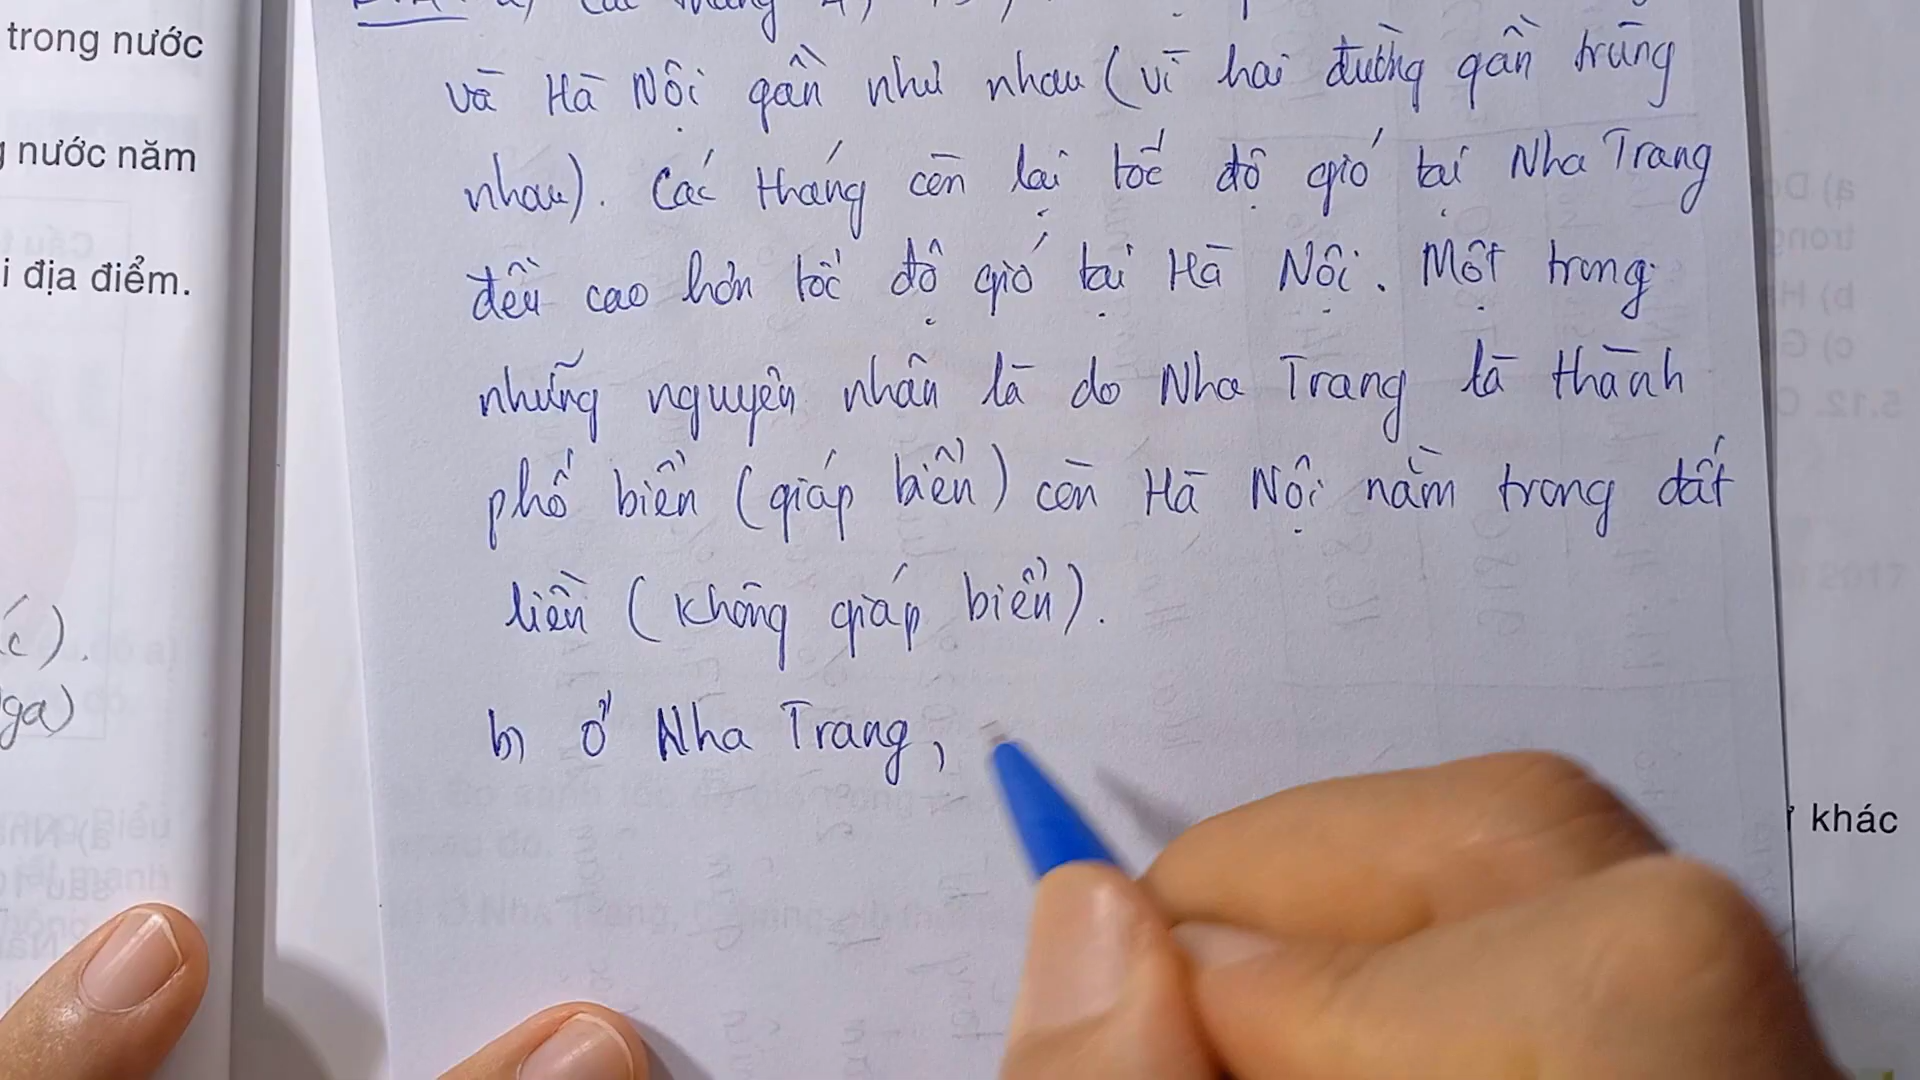 trong nước
nước năm
i địa điểm.
và Hà Nội gần như nhau (vì hai đường gần trùng
nhau). Các tháng còn lại tốc độ gió tại Nha Trang
đều cao hơn tốc độ gió tại Hà Nội. Một trong
những nguyên nhân là do Nha Trang là thành
phố biển (giáp biển) còn Hà Nội nằm trong đất
liền (không giáp biển).
b) Ở Nha Trang,
ga)
khác